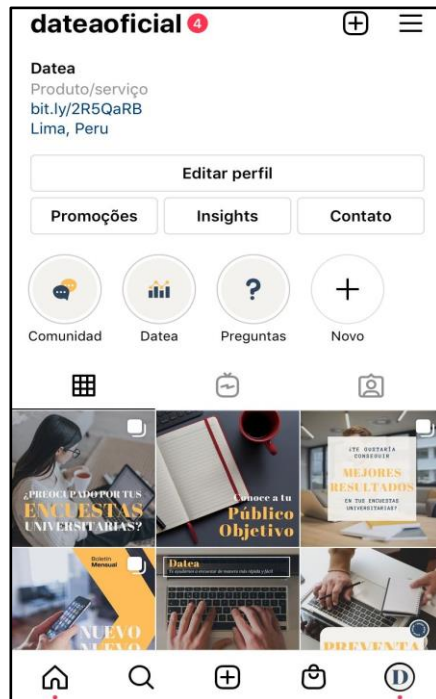 dateaoficial 4
Datea
Produto/serviço
bit.ly/2R5QaRB
Lima, Peru
Editar perfil
Promoções Insights Contato
Comunidad Datea Preguntas Novo
¿PREOCUPADO POR TUS
ENCUESTAS
UNIVERSITARIAS?
Conoce a tu
Público
Objetivo
¿TE GUSTARÍA
CONSEGUIR
MEJORES
RESULTADOS
EN TUS ENCUESTAS
UNIVERSITARIAS?
Boletín
Mensual
NUEVO
NUEVO
Datea
PREVENTA
D